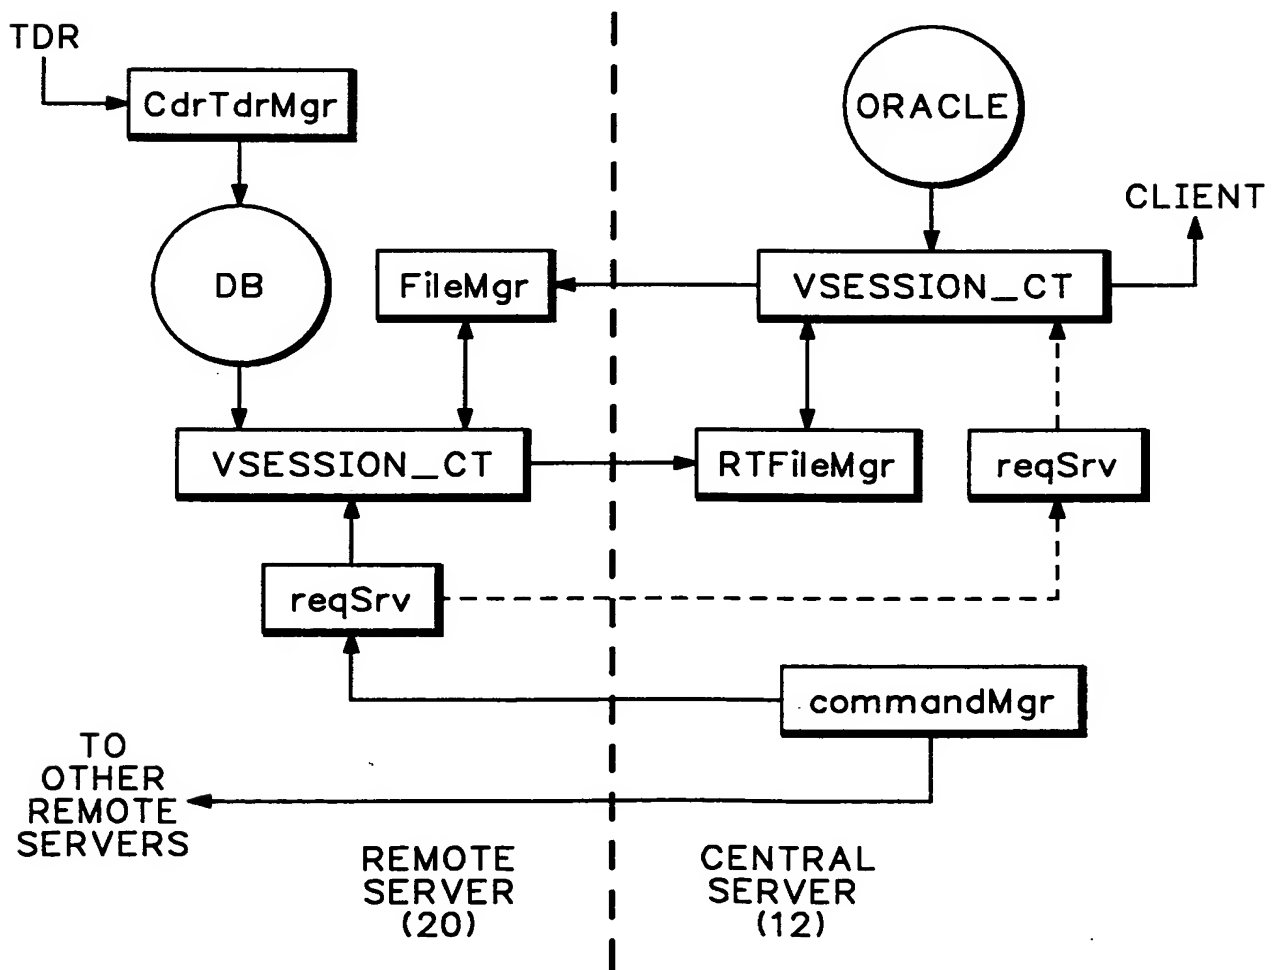 TDR
CdrTdrMgr
ORACLE
CLIENT
DB
FileMgr
VSESSION_CT
VSESSION_CT
RTFileMgr
reqSrv
reqSrv
commandMgr
TO
OTHER
REMOTE
SERVERS
REMOTE
SERVER
(20)
CENTRAL
SERVER
(12)